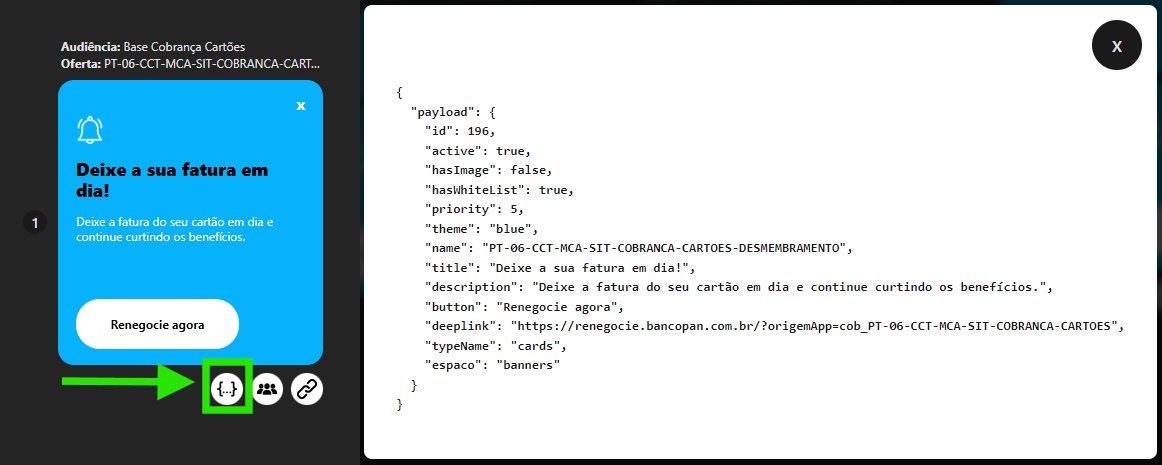 Audiência: Base Cobrança Cartões
Oferta: PT-06-CCT-MCA-SIT-COBRANCA-CART...
x
Deixe a sua fatura em
dia!
Deixe a fatura do seu cartão em dia e
continue curtindo os benefícios.
1
Renegocie agora
{...}
x
{
"payload": {
"id": 196,
"active": true,
"hasImage": false,
"hasWhiteList": true,
"priority": 5,
"theme": "blue",
"name": "PT-06-CCT-MCA-SIT-COBRANCA-CARTOES-DESMEMBRAMENTO",
"title": "Deixe a sua fatura em dia!",
"description": "Deixe a fatura do seu cartão em dia e continue curtindo os benefícios.",
"button": "Renegocie agora",
"deeplink": "https://renegocie.bancopan.com.br/?origemApp=cob_PT-06-CCT-MCA-SIT-COBRANCA-CARTOES",
"typeName": "cards",
"espaco": "banners"
}
}